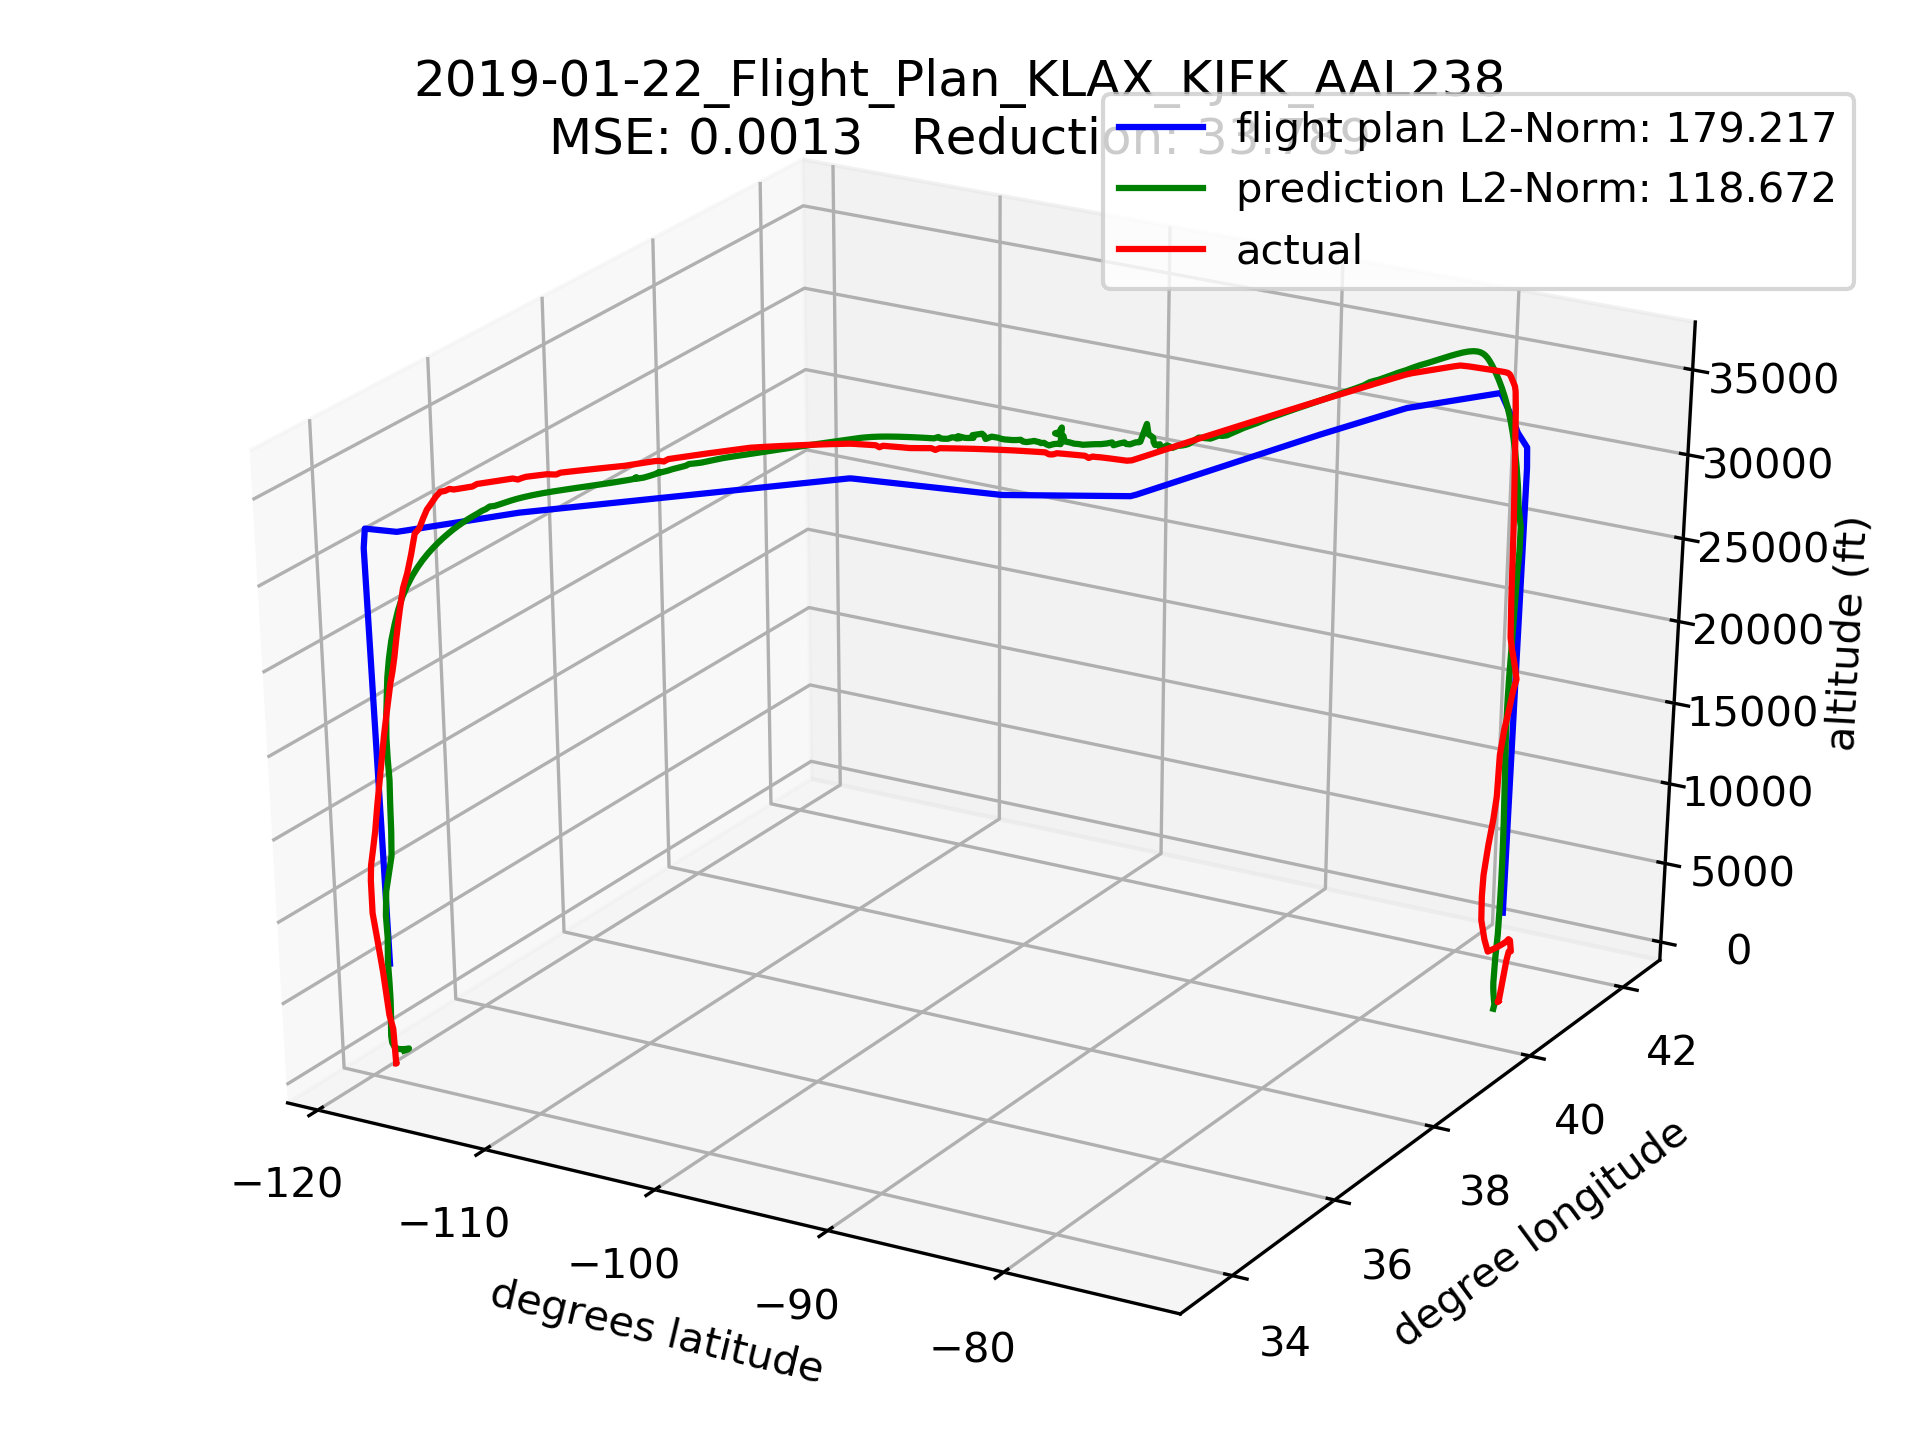 2019-01-22_Flight_Plan_KLAX_KJFK_AAL238
MSE: 0.0013   Reduction: 33.789
flight plan L2-Norm: 179.217
prediction L2-Norm: 118.672
actual
35000
30000
25000
20000
15000
10000
5000
0
altitude (ft)
−120
−110
−100
−90
−80
degrees latitude
34
36
38
40
42
degree longitude